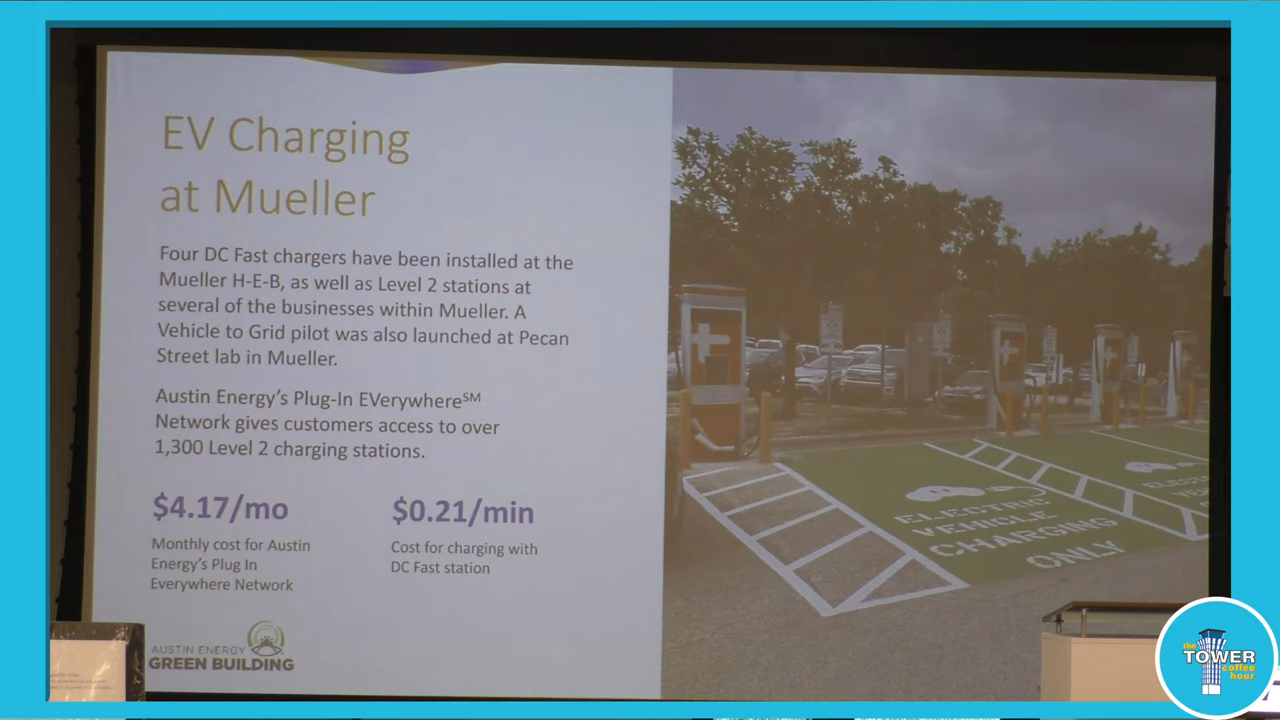 EV Charging
at Mueller
Four DC Fast chargers have been installed at the
Mueller H-E-B, as well as Level 2 stations at
several of the businesses within Mueller. A
Vehicle to Grid pilot was also launched at Pecan
Street lab in Mueller.
Austin Energy's Plug-In EVerywhere℠
Network gives customers access to over
1,300 Level 2 charging stations.
$4.17/mo
Monthly cost for Austin
Energy's Plug In
Everywhere Network
$0.21/min
Cost for charging with
DC Fast station
AUSTIN ENERGY
GREEN BUILDING
ELECTRIC
VEHICLE
CHARGING
ONLY
the
TOWER
coffee
hour